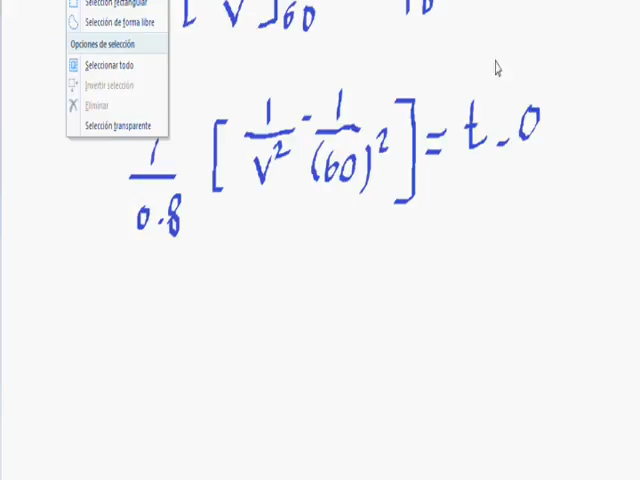 Selección rectangular
Selección de forma libre
Opciones de selección
Seleccionar todo
Invertir selección
Eliminar
Selección transparente
[ v ]60
1/0.8 [ 1/v² - 1/(60)² ] = t - 0